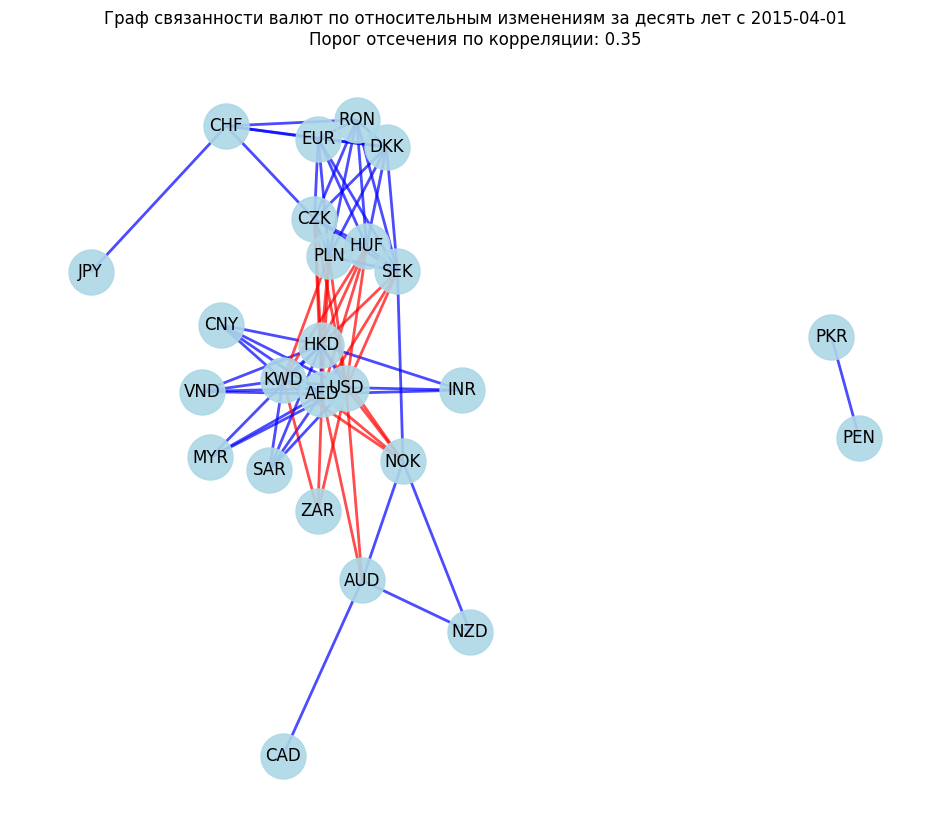 Граф связанности валют по относительным изменениям за десять лет с 2015-04-01
Порог отсечения по корреляции: 0.35
RON
CHF
EUR
DKK
CZK
HUF
PLN
SEK
JPY
CNY
PKR
HKD
KWD
USD
AED
VND
INR
PEN
MYR
NOK
SAR
ZAR
AUD
NZD
CAD